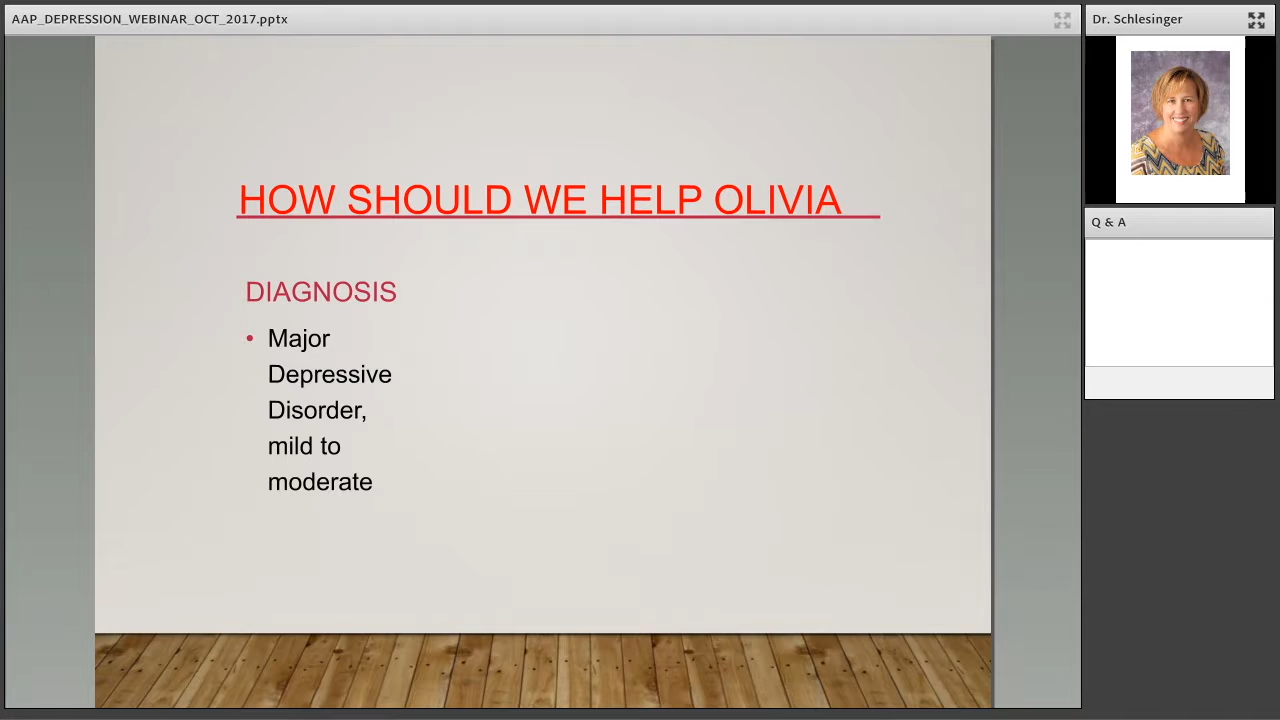 AAP_DEPRESSION_WEBINAR_OCT_2017.pptx
Dr. Schlesinger
Q & A
HOW SHOULD WE HELP OLIVIA
DIAGNOSIS
• Major
Depressive
Disorder,
mild to
moderate